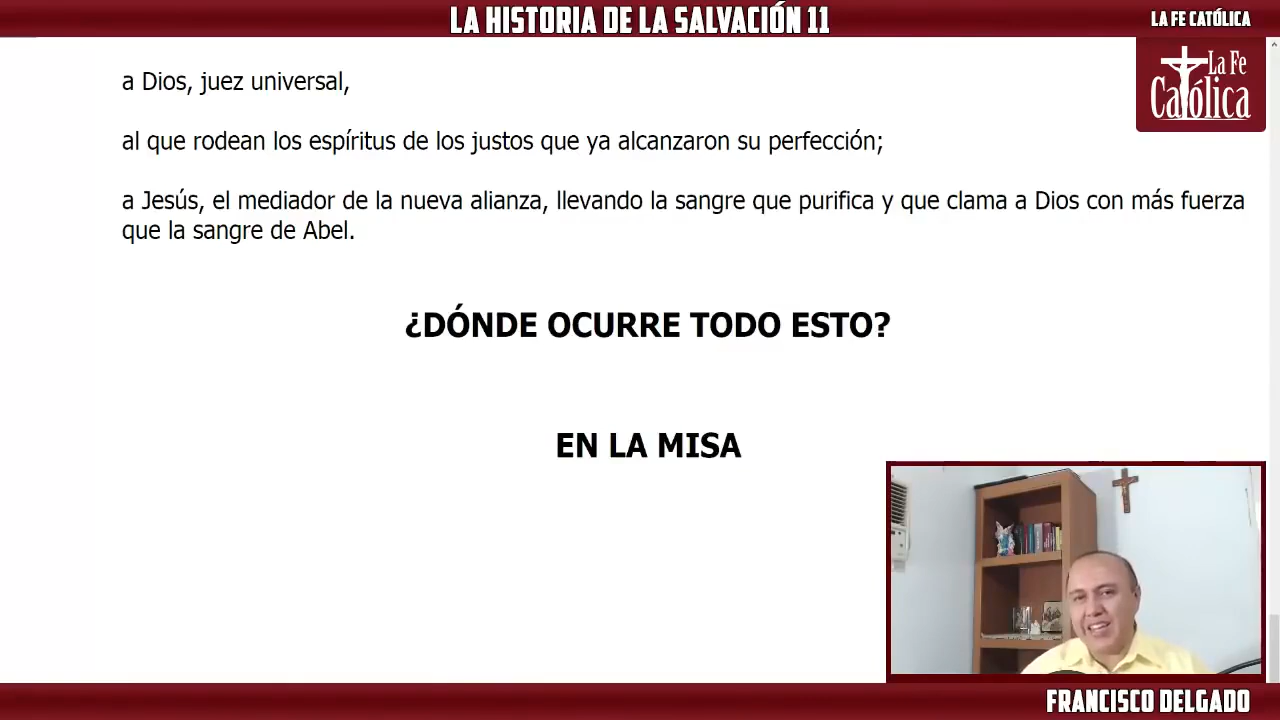 LA HISTORIA DE LA SALVACIÓN 11
LA FE CATÓLICA
La Fe
Católica
a Dios, juez universal,
al que rodean los espíritus de los justos que ya alcanzaron su perfección;
a Jesús, el mediador de la nueva alianza, llevando la sangre que purifica y que clama a Dios con más fuerza
que la sangre de Abel.
¿DÓNDE OCURRE TODO ESTO?
EN LA MISA
FRANCISCO DELGADO